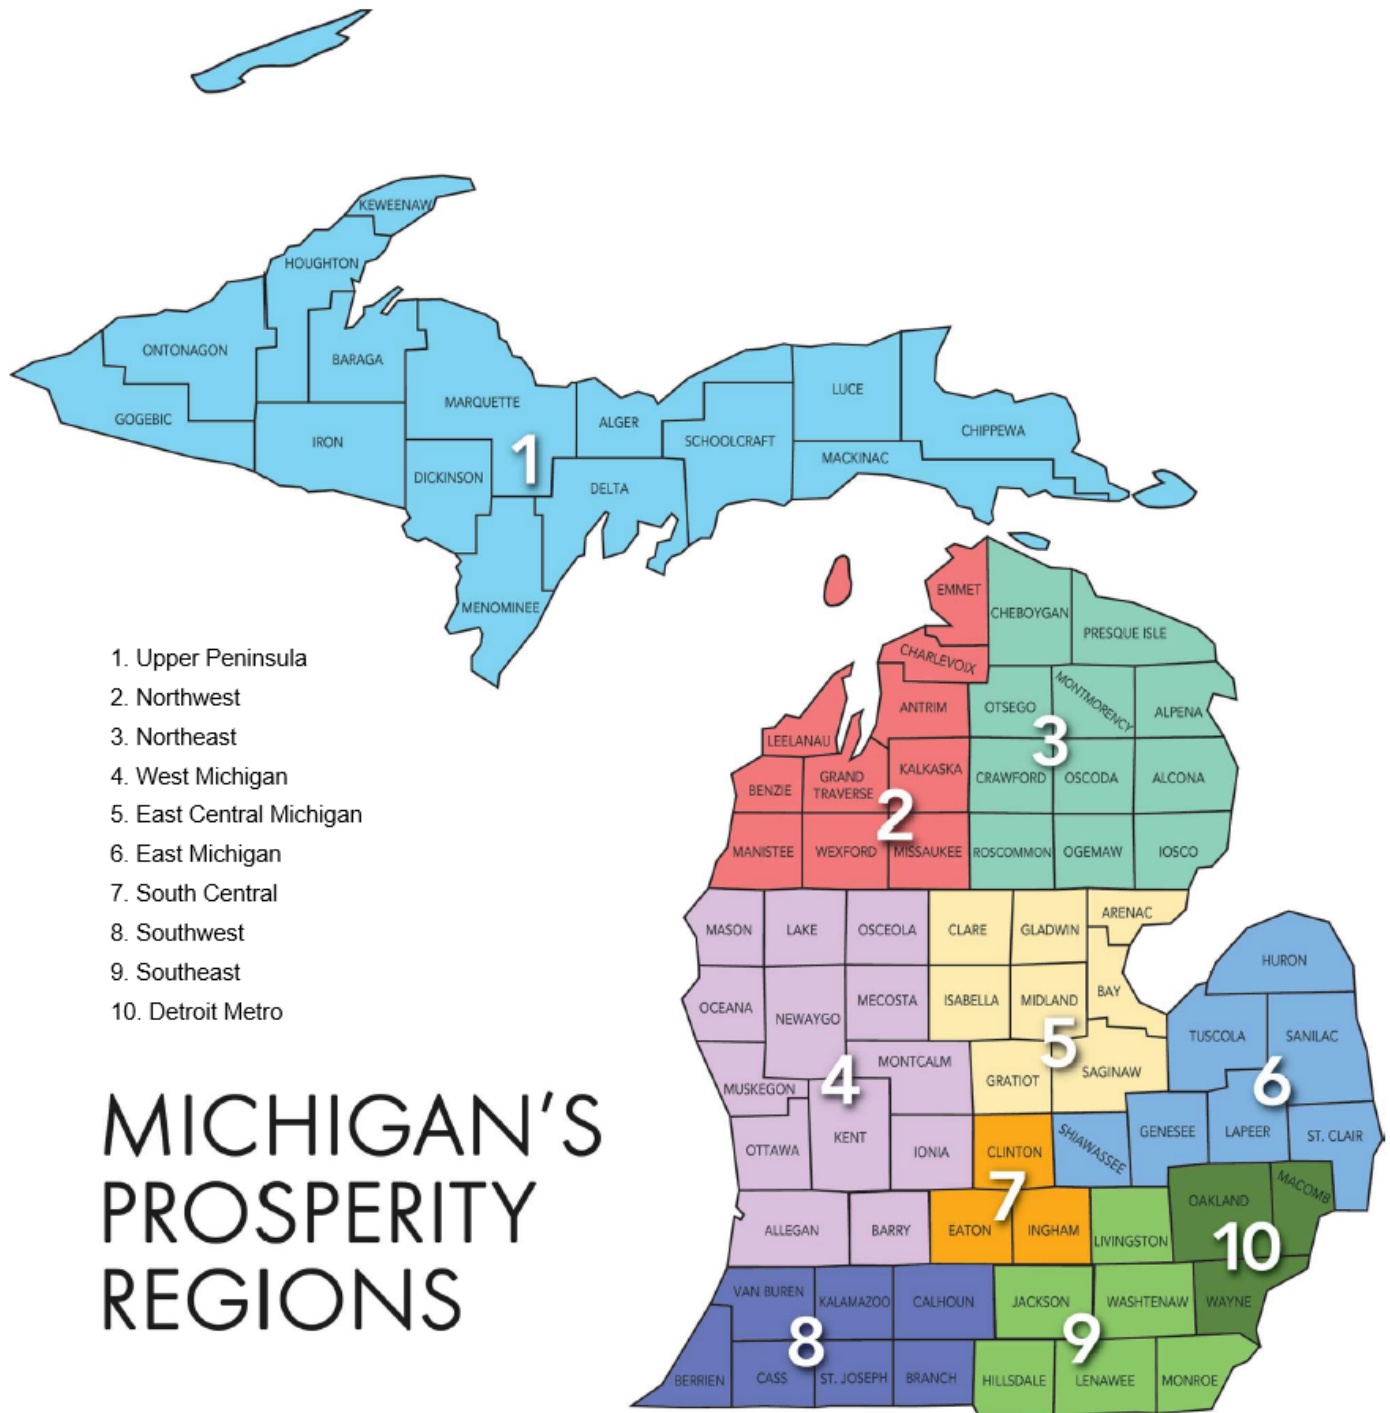 KEWEENAW
HOUGHTON
ONTONAGON
BARAGA
LUCE
MARQUETTE
GOGEBIC
ALGER
CHIPPEWA
IRON
SCHOOLCRAFT
1
MACKINAC
DICKINSON
DELTA
EMMET
MENOMINEE
CHEBOYGAN
PRESQUE ISLE
CHARLEVOIX
1. Upper Peninsula
2. Northwest
3. Northeast
4. West Michigan
5. East Central Michigan
6. East Michigan
7. South Central
8. Southwest
9. Southeast
10. Detroit Metro
ANTRIM
OTSEGO
MONTMORENCY
ALPENA
LEELANAU
3
KALKASKA
BENZIE
GRAND
TRAVERSE
CRAWFORD
OSCODA
ALCONA
2
MANISTEE
WEXFORD
MISSAUKEE
ROSCOMMON
OGEMAW
IOSCO
MASON
LAKE
OSCEOLA
CLARE
GLADWIN
ARENAC
HURON
OCEANA
NEWAYGO
MECOSTA
ISABELLA
MIDLAND
BAY
TUSCOLA
SANILAC
5
MONTCALM
GRATIOT
SAGINAW
4
6
MUSKEGON
OTTAWA
KENT
IONIA
CLINTON
SHIAWASSEE
GENESEE
LAPEER
ST. CLAIR
7
OAKLAND
MACOMB
ALLEGAN
BARRY
EATON
INGHAM
LIVINGSTON
10
VAN BUREN
KALAMAZOO
CALHOUN
JACKSON
WASHTENAW
WAYNE
8
9
BERRIEN
CASS
ST. JOSEPH
BRANCH
HILLSDALE
LENAWEE
MONROE
MICHIGAN'S
PROSPERITY
REGIONS